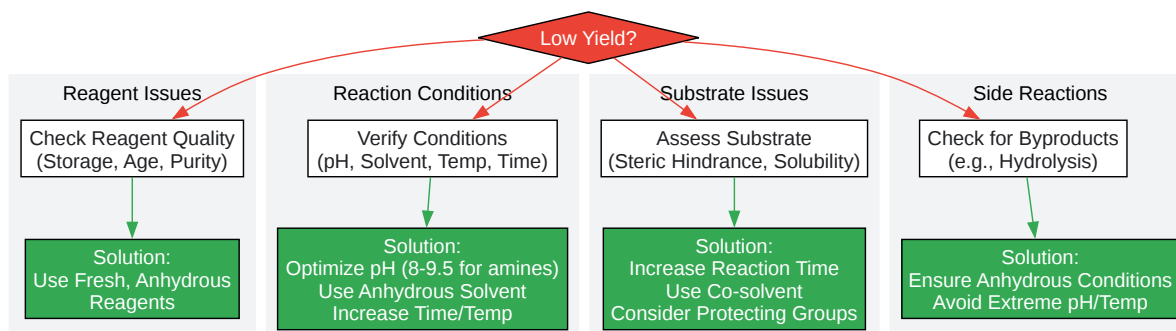 Low Yield?
Reagent Issues
Check Reagent Quality
(Storage, Age, Purity)
Solution:
Use Fresh, Anhydrous
Reagents
Reaction Conditions
Verify Conditions
(pH, Solvent, Temp, Time)
Solution:
Optimize pH (8-9.5 for amines)
Use Anhydrous Solvent
Increase Time/Temp
Substrate Issues
Assess Substrate
(Steric Hindrance, Solubility)
Solution:
Increase Reaction Time
Use Co-solvent
Consider Protecting Groups
Side Reactions
Check for Byproducts
(e.g., Hydrolysis)
Solution:
Ensure Anhydrous Conditions
Avoid Extreme pH/Temp